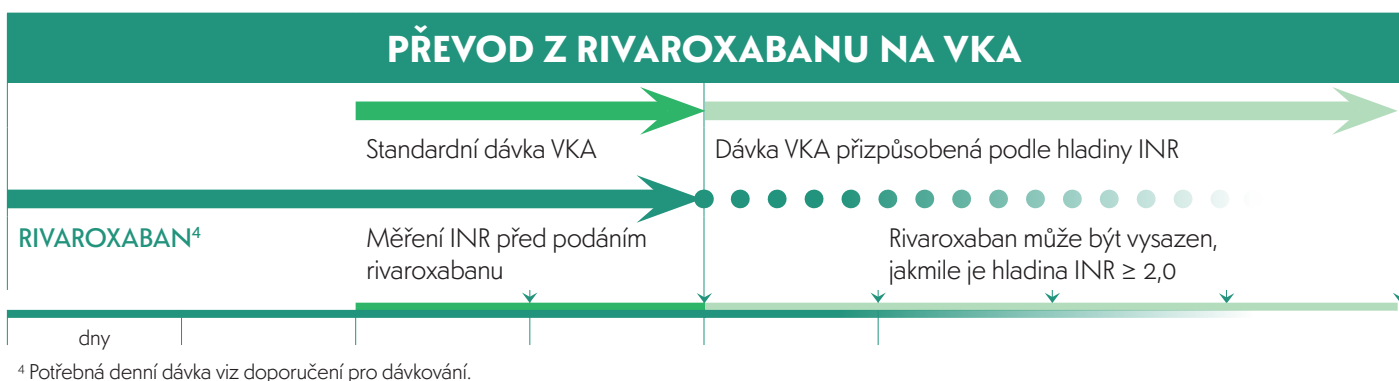 PŘEVOD Z RIVAROXABANU NA VKA
Standardní dávka VKA
Dávka VKA přizpůsobená podle hladiny INR
RIVAROXABAN⁴
Měření INR před podáním
rivaroxabanu
Rivaroxaban může být vysazen,
jakmile je hladina INR ≥ 2,0
dny
⁴ Potřebná denní dávka viz doporučení pro dávkování.